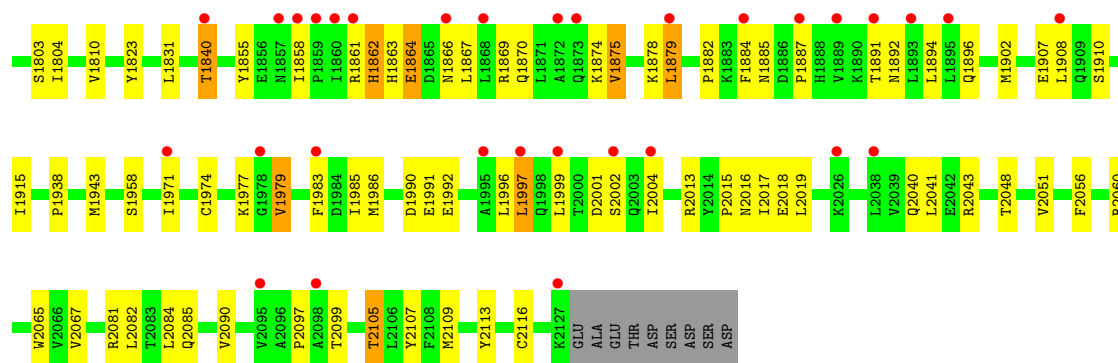 S1803 I1804 V1810 Y1823 L1831 T1840 Y1855 E1856 N1857 I1858 P1859 I1860 R1861 H1862 H1863 E1864 D1865 N1866 L1867 L1868 R1869 Q1870 L1871 A1872 Q1873 K1874 V1875 K1878 L1879 P1882 K1883 F1884 N1885 D1886 P1887 H1888 V1889 K1890 T1891 N1892 L1893 L1894 L1895 Q1896 M1902 E1907 L1908 Q1909 S1910
I1915 P1938 M1943 S1958 I1971 C1974 K1977 G1978 V1979 F1983 D1984 I1985 M1986 D1990 E1991 E1992 A1995 L1996 L1997 Q1998 L1999 T2000 D2001 S2002 Q2003 I2004 R2013 Y2014 P2015 N2016 I2017 E2018 L2019 K2026 L2038 V2039 Q2040 L2041 E2042 R2043 T2048 V2051 F2056
W2065 V2066 V2067 R2081 L2082 T2083 L2084 Q2085 V2090 V2095 A2096 P2097 A2098 T2099 T2105 L2106 Y2107 F2108 M2109 Y2113 C2116 K2127 GLU ALA GLU THR ASP SER ASP SER ASP